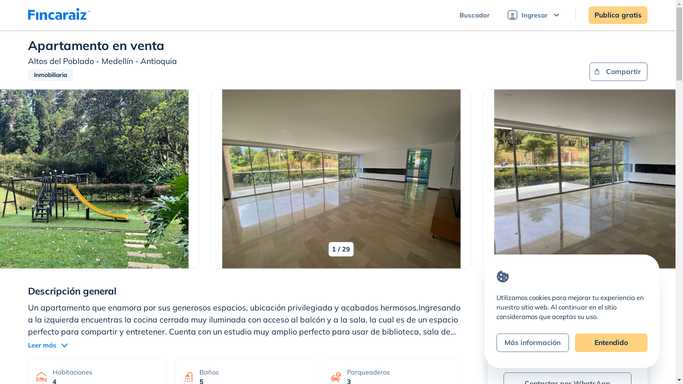 Fincaraiz
Buscador
Ingresar
Publica gratis
Apartamento en venta
Altos del Poblado - Medellín - Antioquia
Inmobiliaria
Compartir
1 / 29
Descripción general
Un apartamento que enamora por sus generosos espacios, ubicación privilegiada y acabados hermosos.Ingresando
a la izquierda encuentras la cocina cerrada muy iluminada con acceso al balcón y a la sala, la cual es de un espacio
perfecto para compartir y entretener. Cuenta con un estudio muy amplio perfecto para usar de biblioteca, sala de...
Leer más
Habitaciones
4
Baños
5
Parqueaderos
3
Utilizamos cookies para mejorar tu experiencia en
nuestro sitio web. Al continuar en el sitio
consideramos que aceptas su uso.
Más información
Entendido
Contactar por WhatsApp